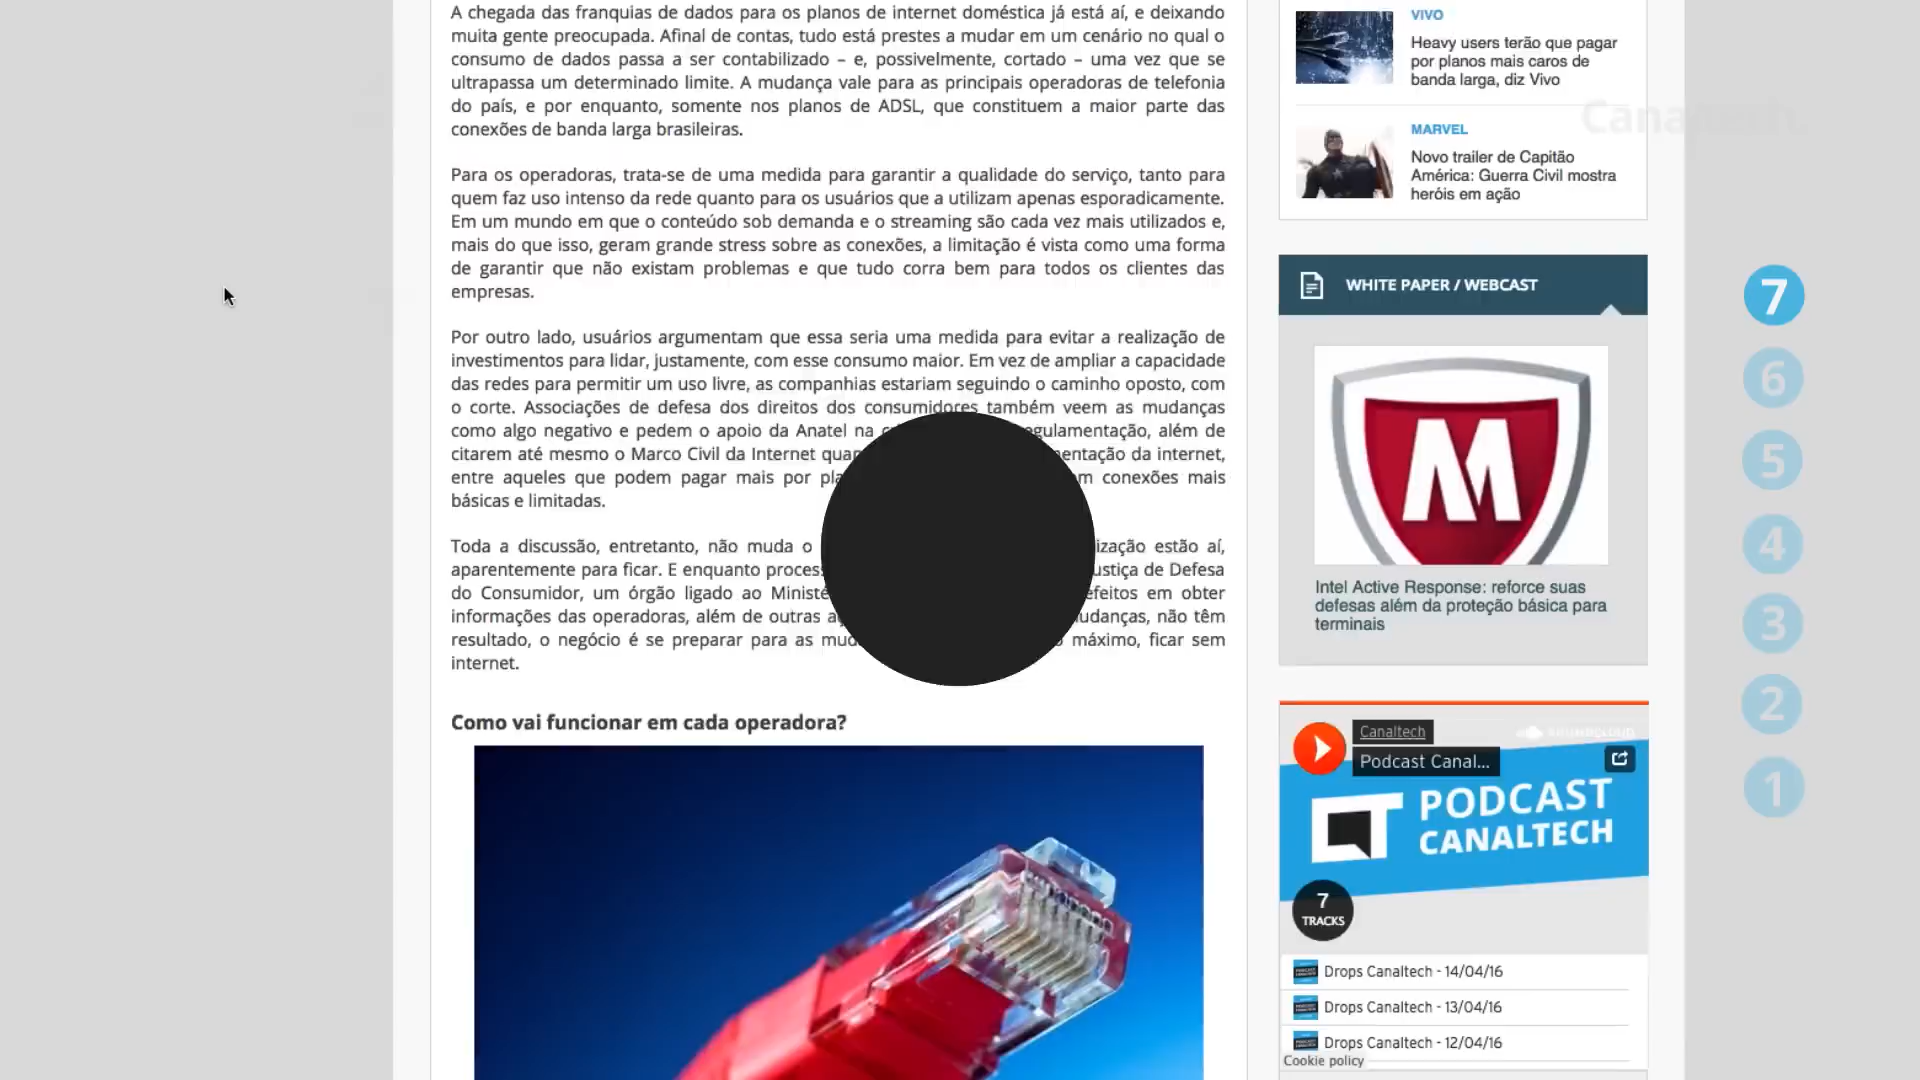 A chegada das franquias de dados para os planos de internet doméstica já está aí, e deixando
muita gente preocupada. Afinal de contas, tudo está prestes a mudar em um cenário no qual o
consumo de dados passa a ser contabilizado – e, possivelmente, cortado – uma vez que se
ultrapassa um determinado limite. A mudança vale para as principais operadoras de telefonia
do país, e por enquanto, somente nos planos de ADSL, que constituem a maior parte das
conexões de banda larga brasileiras.
Para os operadoras, trata-se de uma medida para garantir a qualidade do serviço, tanto para
quem faz uso intenso da rede quanto para os usuários que a utilizam apenas esporadicamente.
Em um mundo em que o conteúdo sob demanda e o streaming são cada vez mais utilizados e,
mais do que isso, geram grande stress sobre as conexões, a limitação é vista como uma forma
de garantir que não existam problemas e que tudo corra bem para todos os clientes das
empresas.
Por outro lado, usuários argumentam que essa seria uma medida para evitar a realização de
investimentos para lidar, justamente, com esse consumo maior. Em vez de ampliar a capacidade
das redes para permitir um uso livre, as companhias estariam seguindo o caminho oposto, com
o corte. Associações de defesa dos direitos dos consumidores também veem as mudanças
como algo negativo e pedem o apoio da Anatel na além de
citarem até mesmo o Marco Civil da Internet da internet,
entre aqueles que podem pagar mais por conexões mais
básicas e limitadas.
Toda a discussão, entretanto, não muda o estão aí,
aparentemente para ficar. E enquanto de Defesa
do Consumidor, um órgão ligado ao em obter
informações das operadoras, além de outras não têm
resultado, o negócio é se preparar para as máximo, ficar sem
internet.
Como vai funcionar em cada operadora?
VIVO
Heavy users terão que pagar
por planos mais caros de
banda larga, diz Vivo
MARVEL
Novo trailer de Capitão
América: Guerra Civil mostra
heróis em ação
WHITE PAPER / WEBCAST
Intel Active Response: reforce suas
defesas além da proteção básica para
terminais
Canaltech
Podcast Canal...
SOUNDCLOUD
PODCAST
CANALTECH
7
TRACKS
Drops Canaltech - 14/04/16
Drops Canaltech - 13/04/16
Drops Canaltech - 12/04/16
Cookie policy
7
6
5
4
3
2
1